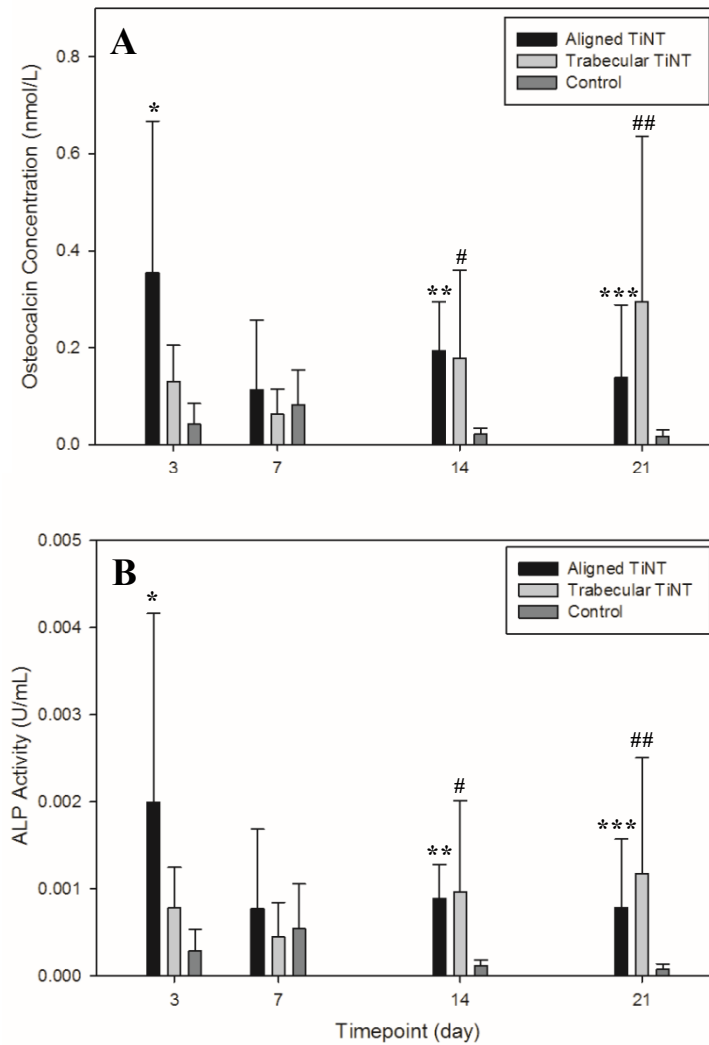 A
Aligned TiNT
Trabecular TiNT
Control
Osteocalcin Concentration (nmol/L)
0.8
0.6
0.4
0.2
0.0
*
**
#
***
##
3 7 14 21
B
Aligned TiNT
Trabecular TiNT
Control
ALP Activity (U/mL)
0.005
0.004
0.003
0.002
0.001
0.000
*
**
#
***
##
3 7 14 21
Timepoint (day)